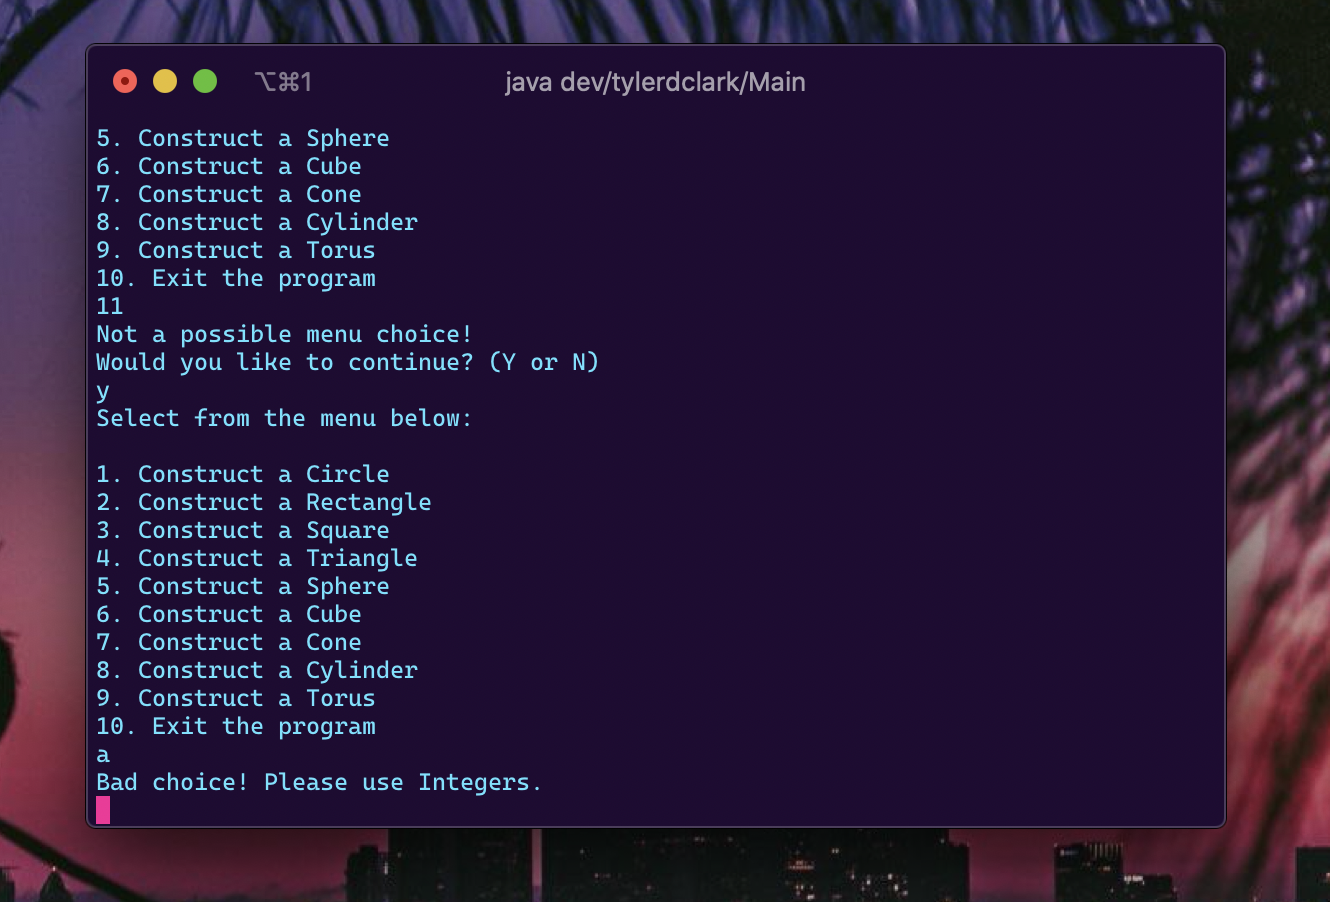 ⌥⌘1
java dev/tylerdclark/Main
5. Construct a Sphere
6. Construct a Cube
7. Construct a Cone
8. Construct a Cylinder
9. Construct a Torus
10. Exit the program
11
Not a possible menu choice!
Would you like to continue? (Y or N)
y
Select from the menu below:

1. Construct a Circle
2. Construct a Rectangle
3. Construct a Square
4. Construct a Triangle
5. Construct a Sphere
6. Construct a Cube
7. Construct a Cone
8. Construct a Cylinder
9. Construct a Torus
10. Exit the program
a
Bad choice! Please use Integers.